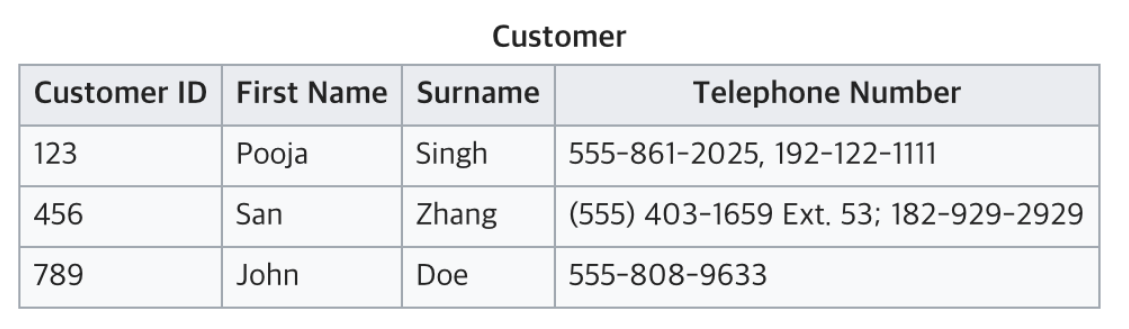 Customer
Customer ID First Name Surname Telephone Number
123 Pooja Singh 555-861-2025, 192-122-1111
456 San Zhang (555) 403-1659 Ext. 53; 182-929-2929
789 John Doe 555-808-9633